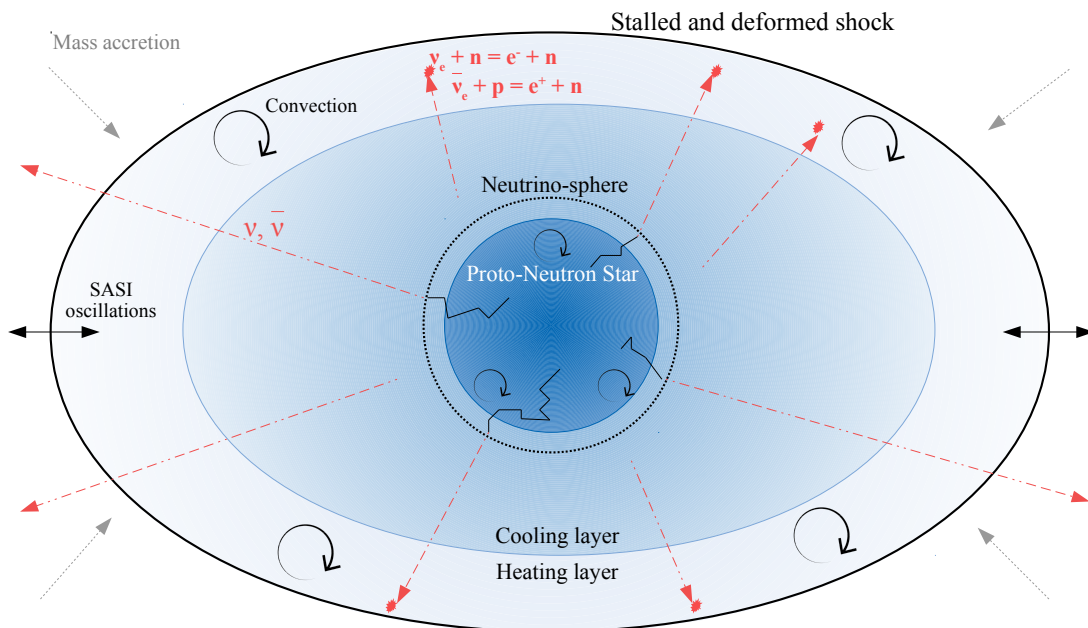 Stalled and deformed shock
Mass accretion
νₑ + n = e⁻ + n
ν̅ₑ + p = e⁺ + n
Convection
Neutrino-sphere
ν, ν̅
Proto-Neutron Star
SASI
oscillations
Cooling layer
Heating layer